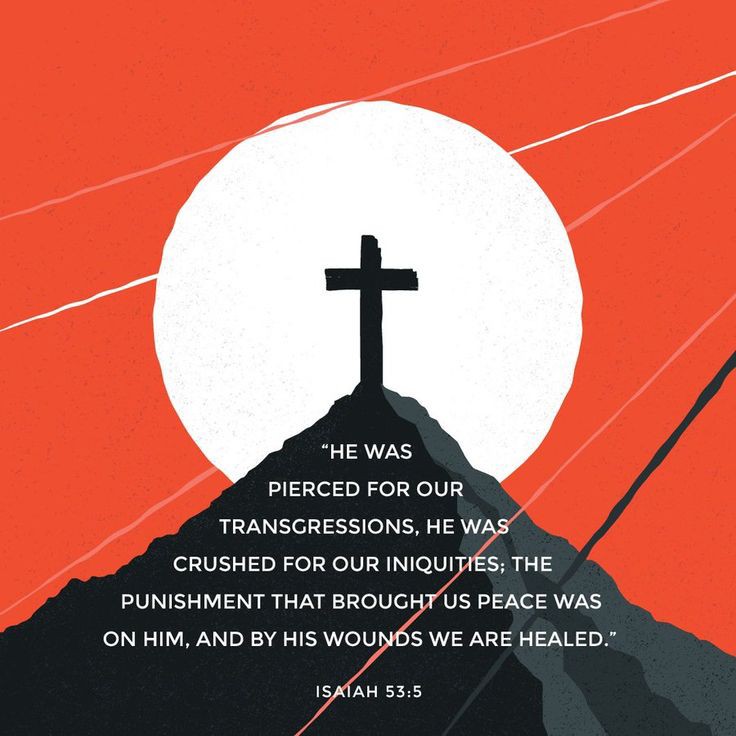 “HE WAS
PIERCED FOR OUR
TRANSGRESSIONS, HE WAS
CRUSHED FOR OUR INIQUITIES; THE
PUNISHMENT THAT BROUGHT US PEACE WAS
ON HIM, AND BY HIS WOUNDS WE ARE HEALED.”
ISAIAH 53:5